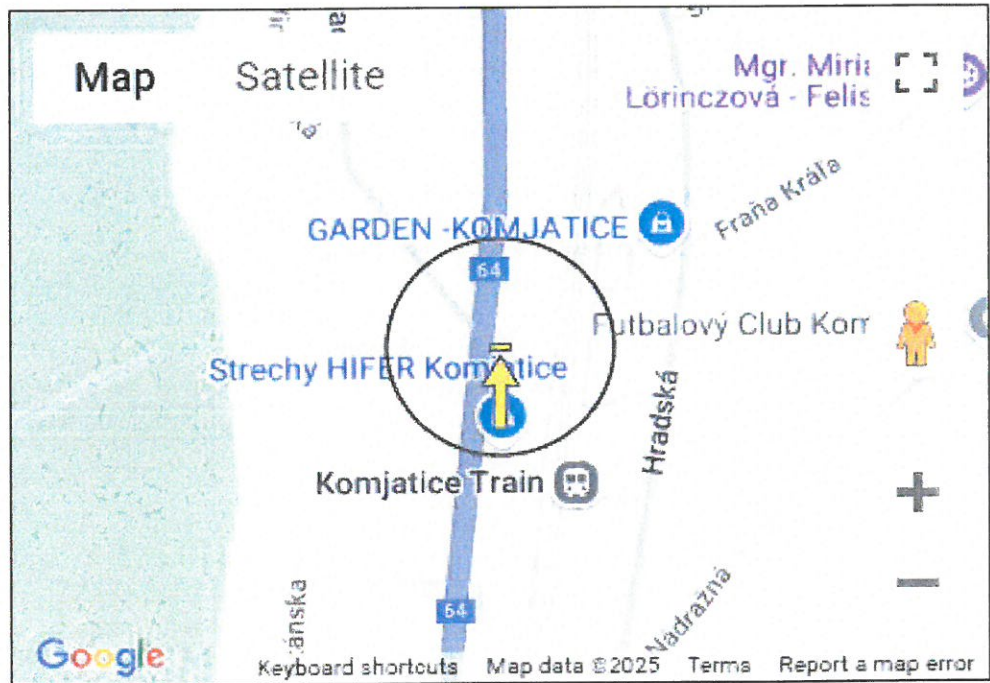 Map
Satellite
Mgr. Miria
Lörinczová - Felis
GARDEN -KOMJATICE
Fraňa Kráľa
64
Futbalový Club Kom
Strechy HIFER Komjatice
Hradská
Komjatice Train
64
ánska
Nádražná
Google
Keyboard shortcuts
Map data ©2025
Terms
Report a map error